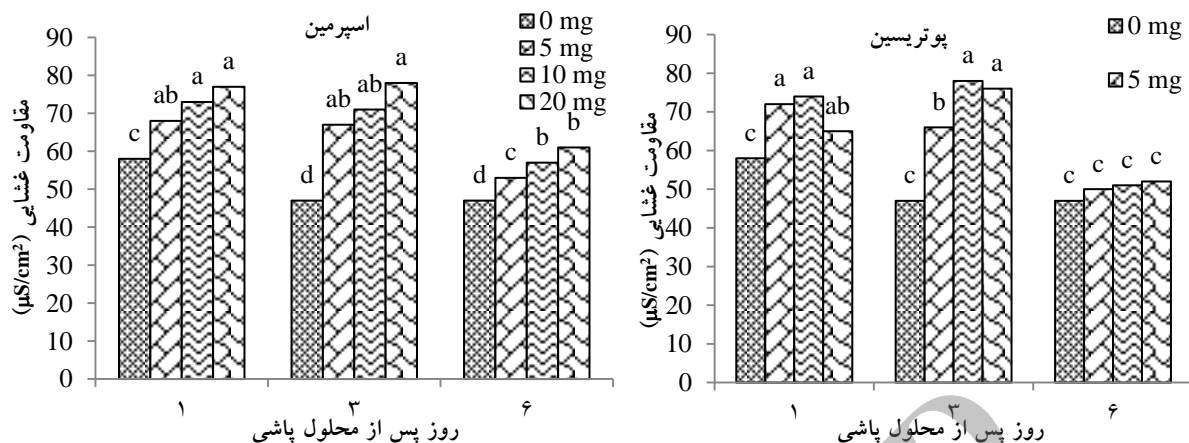 اسپرمین
0 mg
5 mg
10 mg
20 mg
مقاومت غشایی (µS/cm²)
90
80
70
60
50
40
30
20
10
0
c ab a a
d ab ab a
d c b b
۱ ۳ ۶
روز پس از محلول پاشی
پوتریسین
0 mg
5 mg
مقاومت غشایی (µS/cm²)
90
80
70
60
50
40
30
20
10
0
c a a ab
c b a a
c c c c
۱ ۳ ۶
روز پس از محلول پاشی